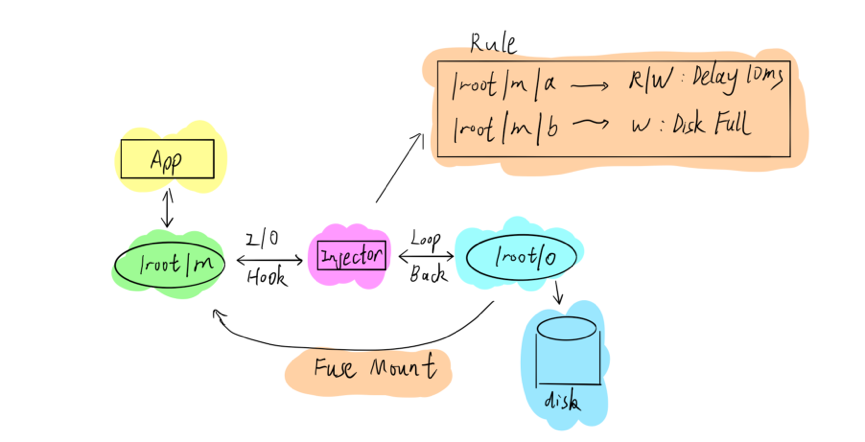 Rule
/root/m/a → R/W : Delay 10ms
/root/m/b → w : Disk Full
App
/root/m
I/O
Hook
Injector
Loop
Back
/root/o
Fuse Mount
disk